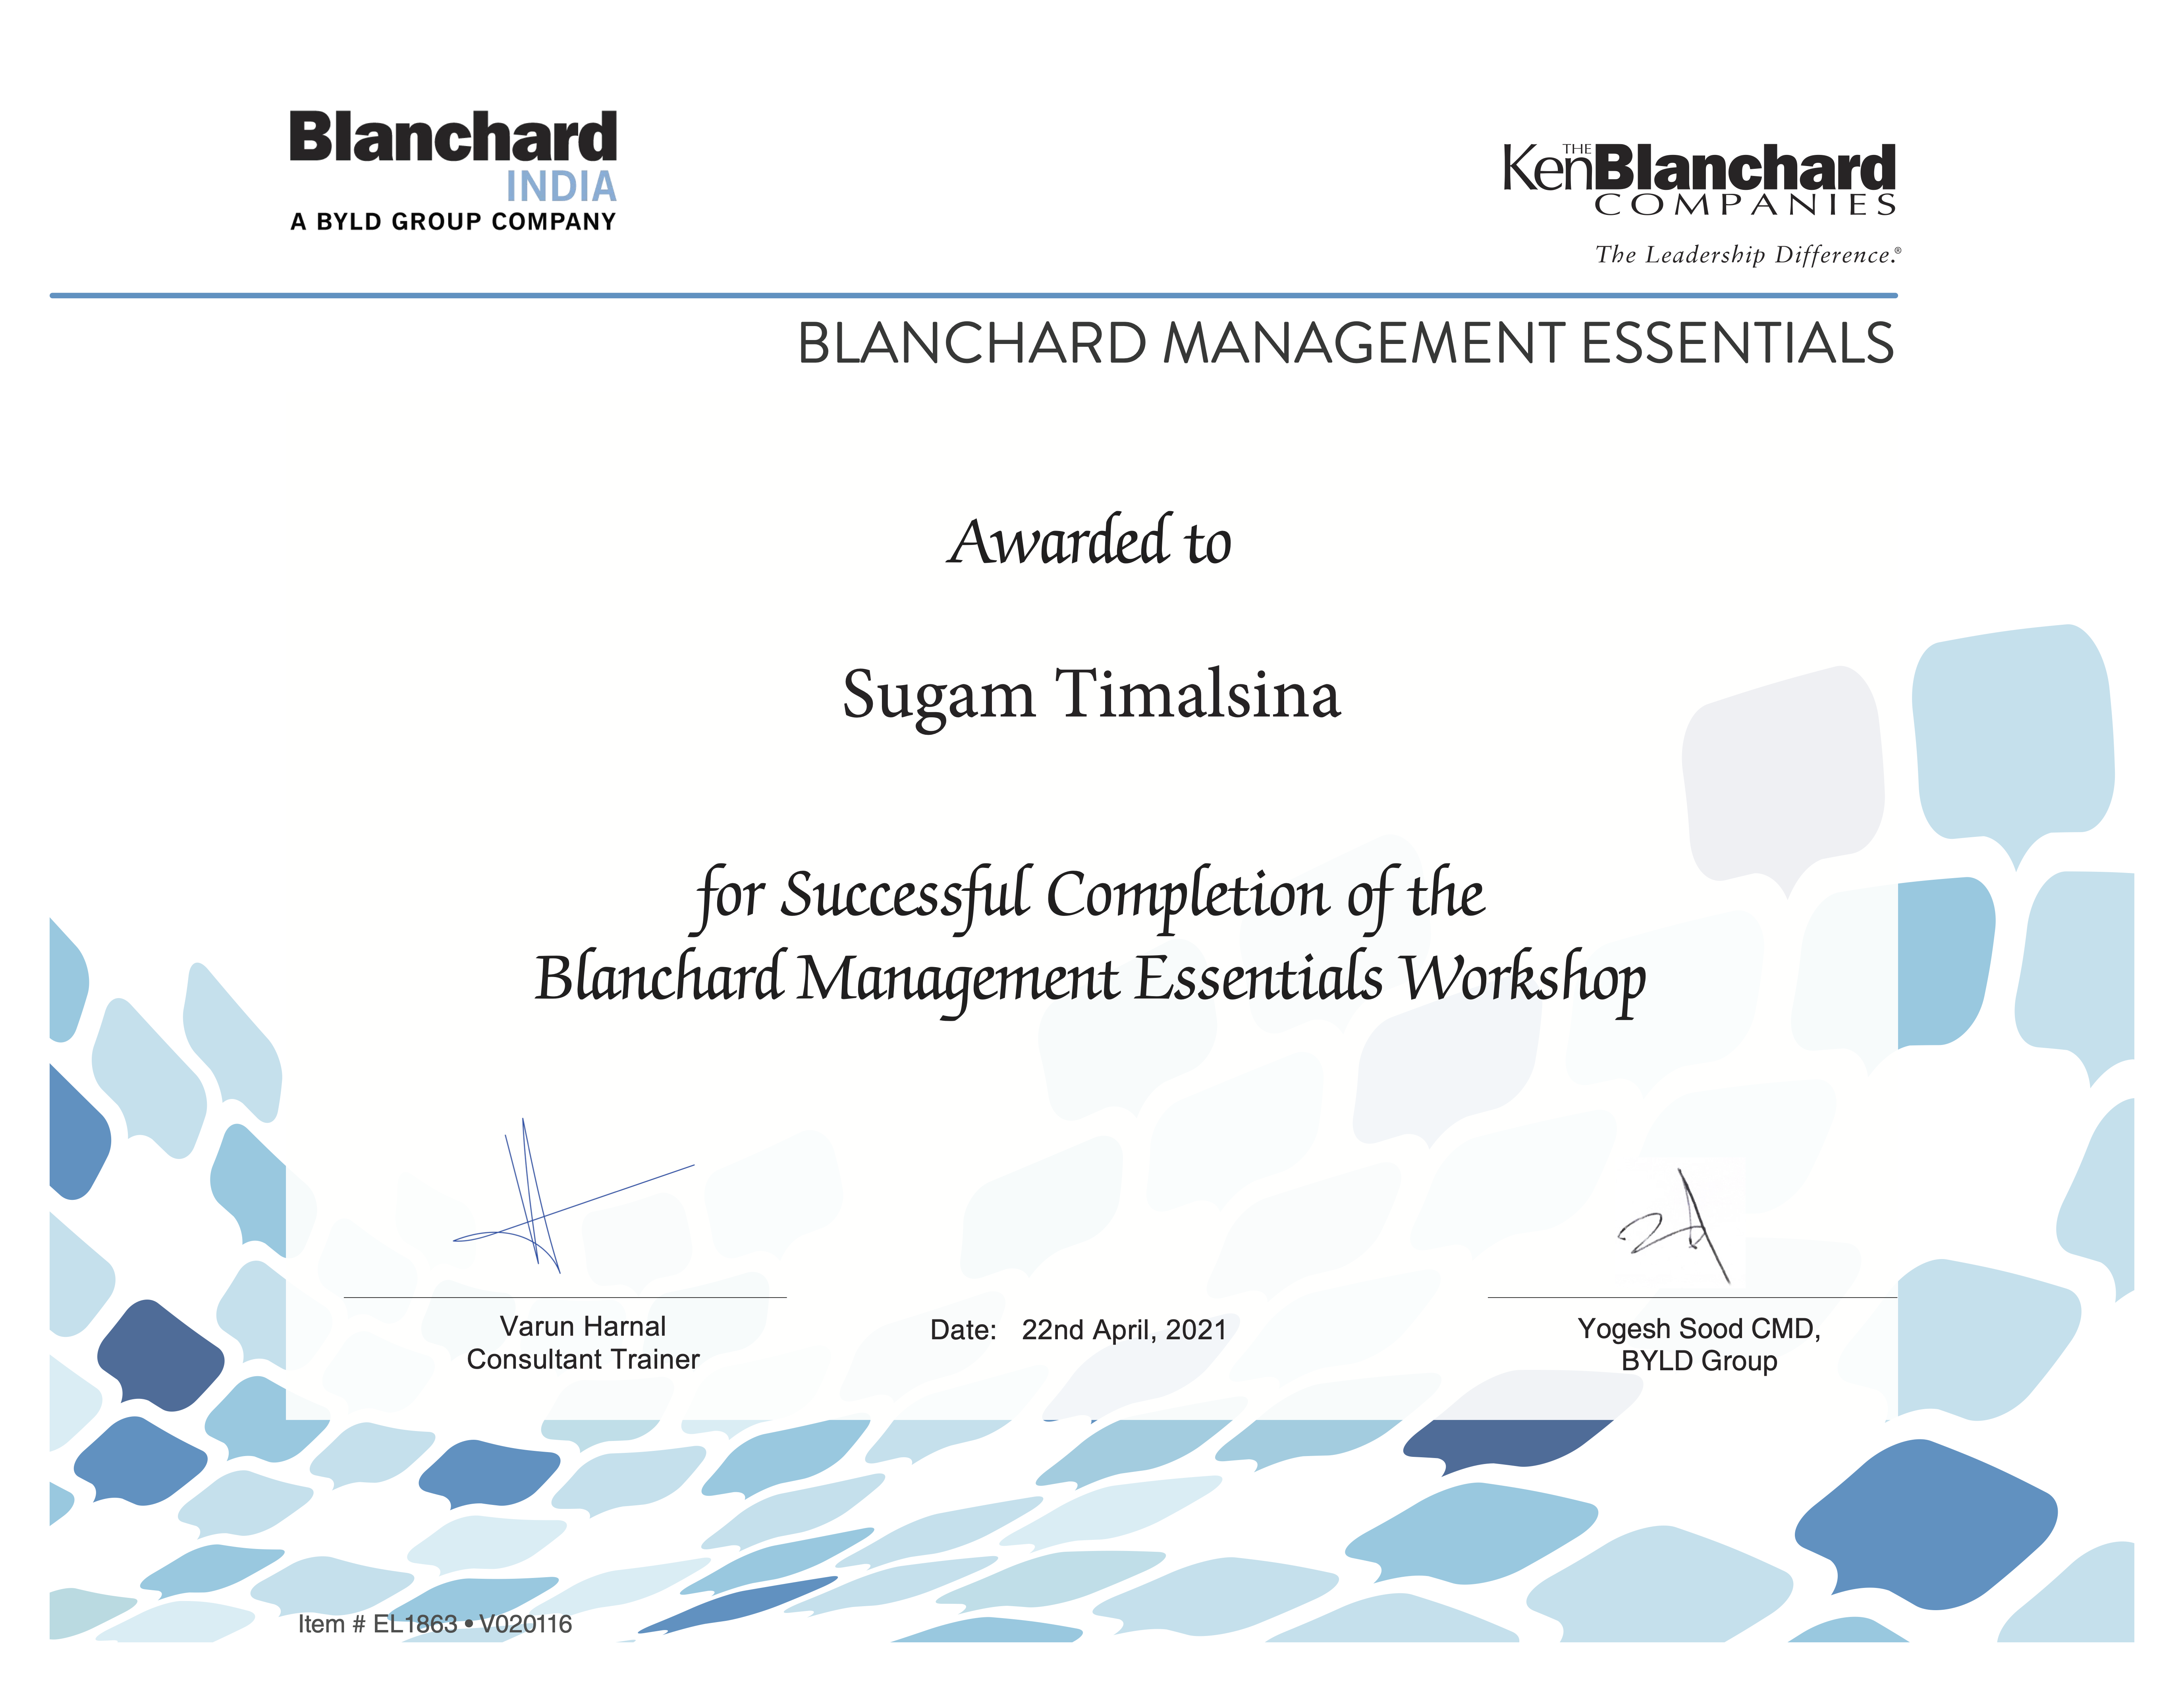 Blanchard
INDIA
A BYLD GROUP COMPANY
THE
KenBlanchard
COMPANIES
The Leadership Difference.®
BLANCHARD MANAGEMENT ESSENTIALS
Awarded to
Sugam Timalsina
for Successful Completion of the
Blanchard Management Essentials Workshop
Varun Harnal
Consultant Trainer
Date: 22nd April, 2021
Yogesh Sood CMD,
BYLD Group
Item # EL1863 • V020116